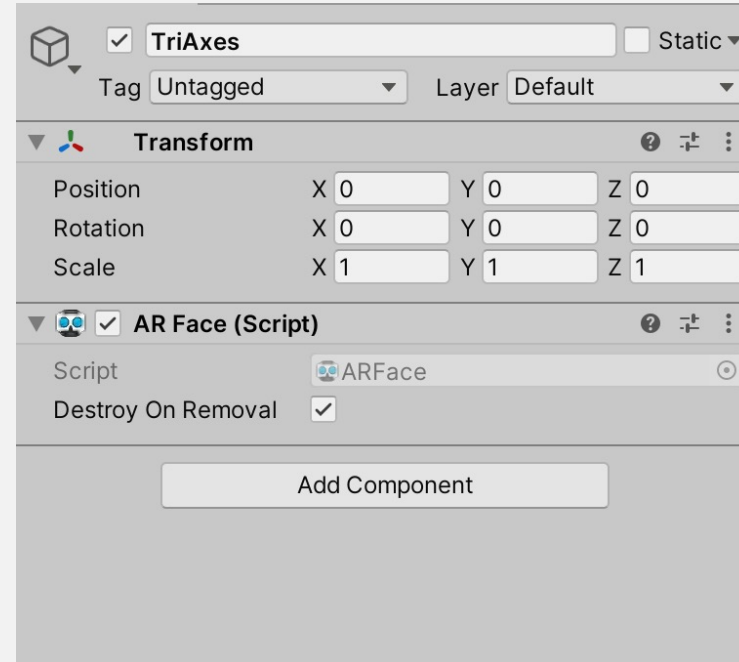 TriAxes Static
Tag Untagged Layer Default
Transform
Position X 0 Y 0 Z 0
Rotation X 0 Y 0 Z 0
Scale X 1 Y 1 Z 1
AR Face (Script)
Script ARFace
Destroy On Removal
Add Component